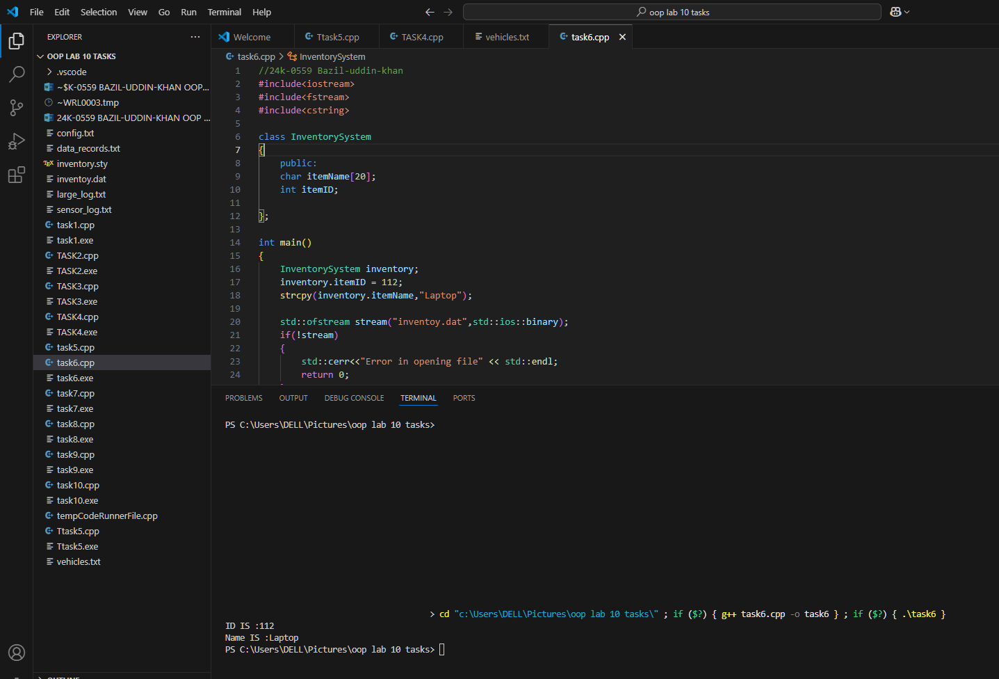 File Edit Selection View Go Run Terminal Help
oop lab 10 tasks
EXPLORER
OOP LAB 10 TASKS
.vscode
~$K-0559 BAZIL-UDDIN-KHAN OOP...
~WRL0003.tmp
24K-0559 BAZIL-UDDIN-KHAN OOP ...
config.txt
data_records.txt
TEX inventory.sty
inventoy.dat
large_log.txt
sensor_log.txt
task1.cpp
task1.exe
TASK2.cpp
TASK2.exe
TASK3.cpp
TASK3.exe
TASK4.cpp
TASK4.exe
task5.cpp
task6.cpp
task6.exe
task7.cpp
task7.exe
task8.cpp
task8.exe
task9.cpp
task9.exe
task10.cpp
task10.exe
tempCodeRunnerFile.cpp
Ttask5.cpp
Ttask5.exe
vehicles.txt
OUTLINE
Welcome Ttask5.cpp TASK4.cpp vehicles.txt task6.cpp
task6.cpp > InventorySystem
1 //24k-0559 Bazil-uddin-khan
2 #include<iostream>
3 #include<fstream>
4 #include<cstring>
5
6 class InventorySystem
7 {
8 public:
9 char itemName[20];
10 int itemID;
11
12 };
13
14 int main()
15 {
16 InventorySystem inventory;
17 inventory.itemID = 112;
18 strcpy(inventory.itemName,"Laptop");
19
20 std::ofstream stream("inventoy.dat",std::ios::binary);
21 if(!stream)
22 {
23 std::cerr<<"Error in opening file" << std::endl;
24 return 0;
PROBLEMS OUTPUT DEBUG CONSOLE TERMINAL PORTS
PS C:\Users\DELL\Pictures\oop lab 10 tasks>
> cd "c:\Users\DELL\Pictures\oop lab 10 tasks\" ; if ($?) { g++ task6.cpp -o task6 } ; if ($?) { .\task6 }
ID IS :112
Name IS :Laptop
PS C:\Users\DELL\Pictures\oop lab 10 tasks>